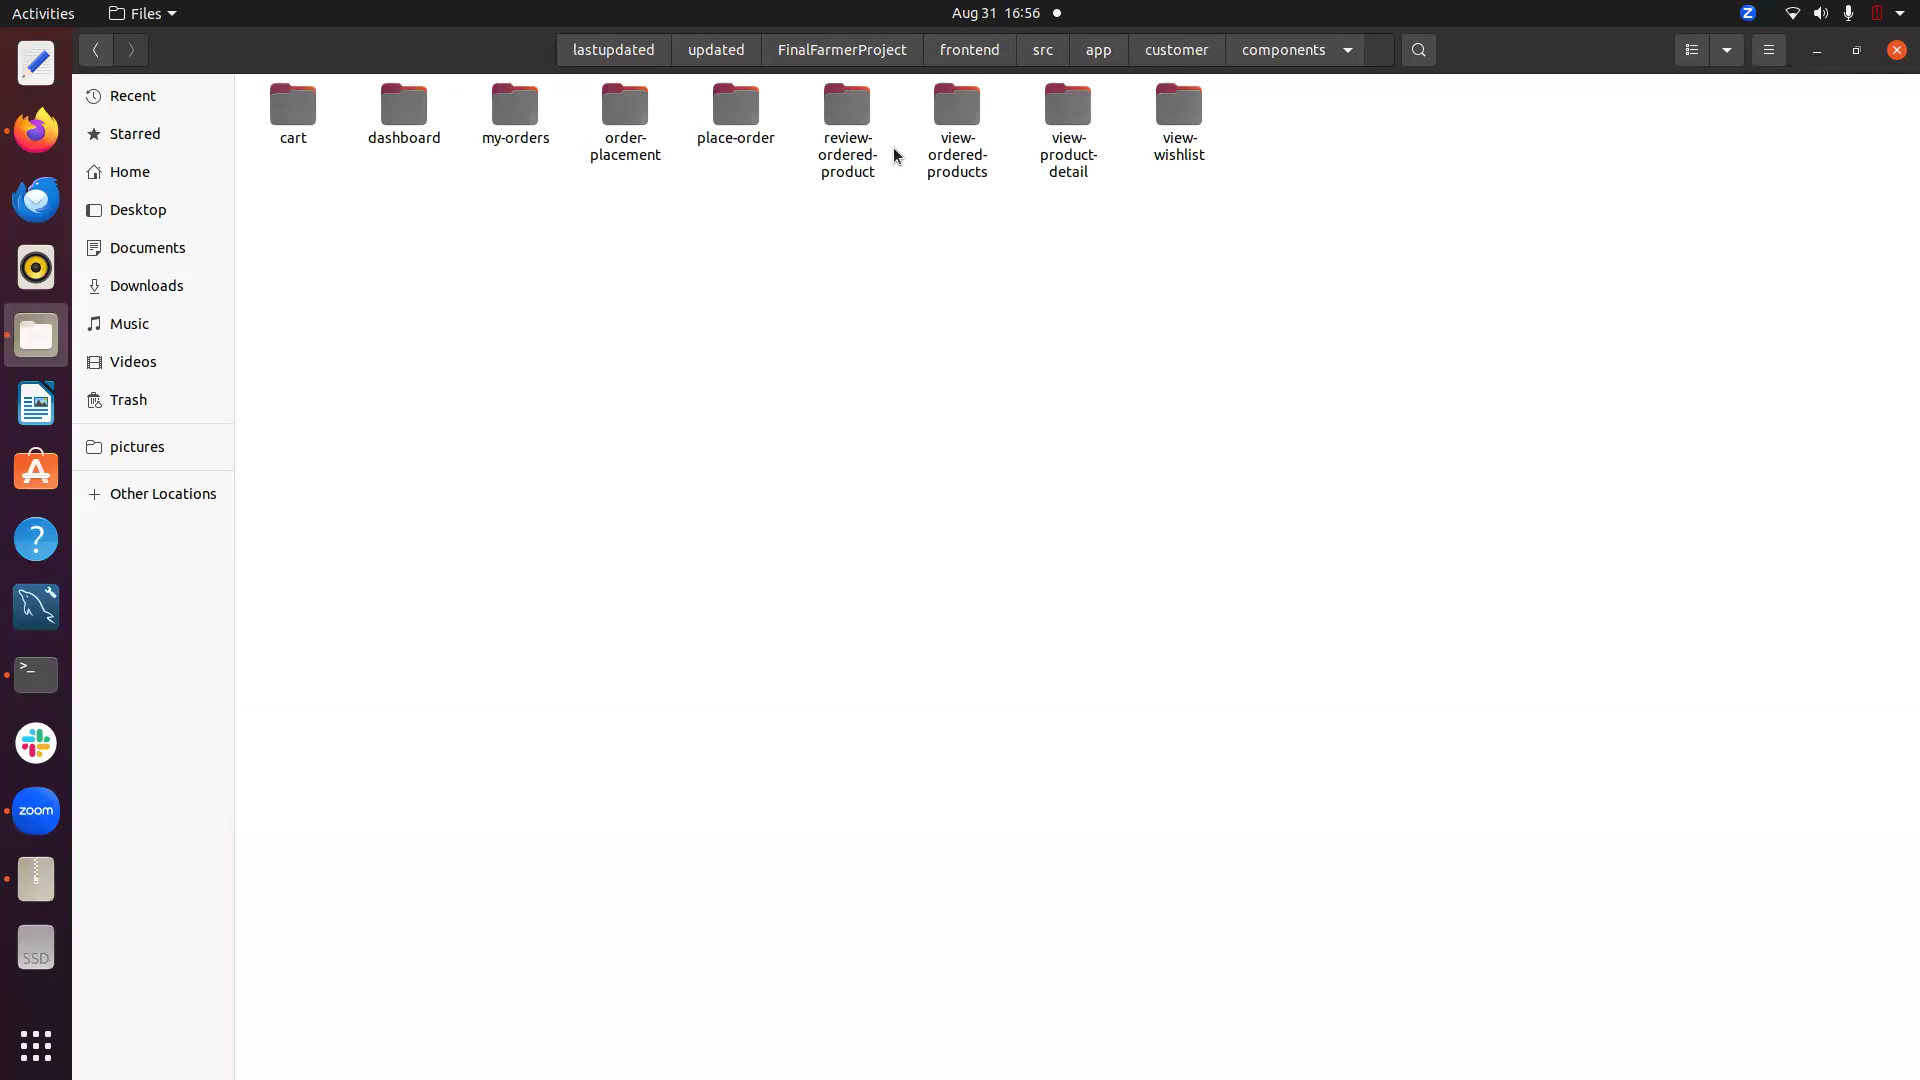 Activities
Files
Aug 31 16:56
Z
lastupdated
updated
FinalFarmerProject
frontend
src
app
customer
components
Recent
Starred
Home
Desktop
Documents
Downloads
Music
Videos
Trash
pictures
+ Other Locations
cart
dashboard
my-orders
order-
placement
place-order
review-
ordered-
product
view-
ordered-
products
view-
product-
detail
view-
wishlist
A
?
>_
zoom
SSD